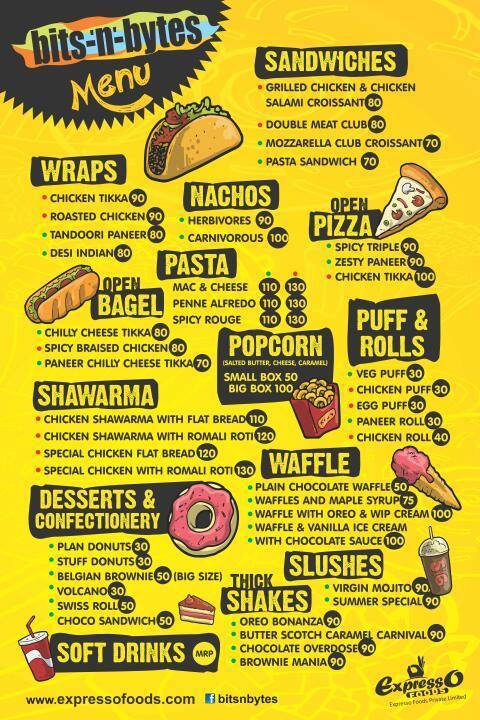 bits-'n-bytes
Menu
SANDWICHES
GRILLED CHICKEN & CHICKEN
SALAMI CROISSANT 80
DOUBLE MEAT CLUB 80
MOZZARELLA CLUB CROISSANT 70
PASTA SANDWICH 70
WRAPS
CHICKEN TIKKA 90
ROASTED CHICKEN 90
TANDOORI PANEER 80
DESI INDIAN 80
NACHOS
HERBIVORES 90
CARNIVOROUS 100
OPEN
PIZZA
SPICY TRIPLE 90
ZESTY PANEER 90
CHICKEN TIKKA 100
PASTA
MAC & CHEESE 110 130
PENNE ALFREDO 110 130
SPICY ROUGE 110 130
OPEN
BAGEL
CHILLY CHEESE TIKKA 80
SPICY BRAISED CHICKEN 80
PANEER CHILLY CHEESE TIKKA 70
POPCORN
(SALTED BUTTER, CHEESE, CARAMEL)
SMALL BOX 50
BIG BOX 100
PUFF &
ROLLS
VEG PUFF 30
CHICKEN PUFF 30
EGG PUFF 30
PANEER ROLL 30
CHICKEN ROLL 40
SHAWARMA
CHICKEN SHAWARMA WITH FLAT BREAD 110
CHICKEN SHAWARMA WITH ROMALI ROTI 120
SPECIAL CHICKEN FLAT BREAD 120
SPECIAL CHICKEN WITH ROMALI ROTI 130
WAFFLE
PLAIN CHOCOLATE WAFFLE 50
WAFFLES AND MAPLE SYRUP 75
WAFFLE WITH OREO & WIP CREAM 100
WAFFLE & VANILLA ICE CREAM
WITH CHOCOLATE SAUCE 100
DESSERTS &
CONFECTIONERY
PLAN DONUTS 30
STUFF DONUTS 30
BELGIAN BROWNIE 50 (BIG SIZE)
VOLCANO 30
SWISS ROLL 50
CHOCO SANDWICH 50
SLUSHES
VIRGIN MOJITO 90
SUMMER SPECIAL 90
THICK
SHAKES
OREO BONANZA 90
BUTTER SCOTCH CARAMEL CARNIVAL 90
CHOCOLATE OVERDOSE 90
BROWNIE MANIA 90
SOFT DRINKS MRP
ExpressO
FOODS
Expresso Foods Private Limited
www.expressofoods.com f bitsnbytes